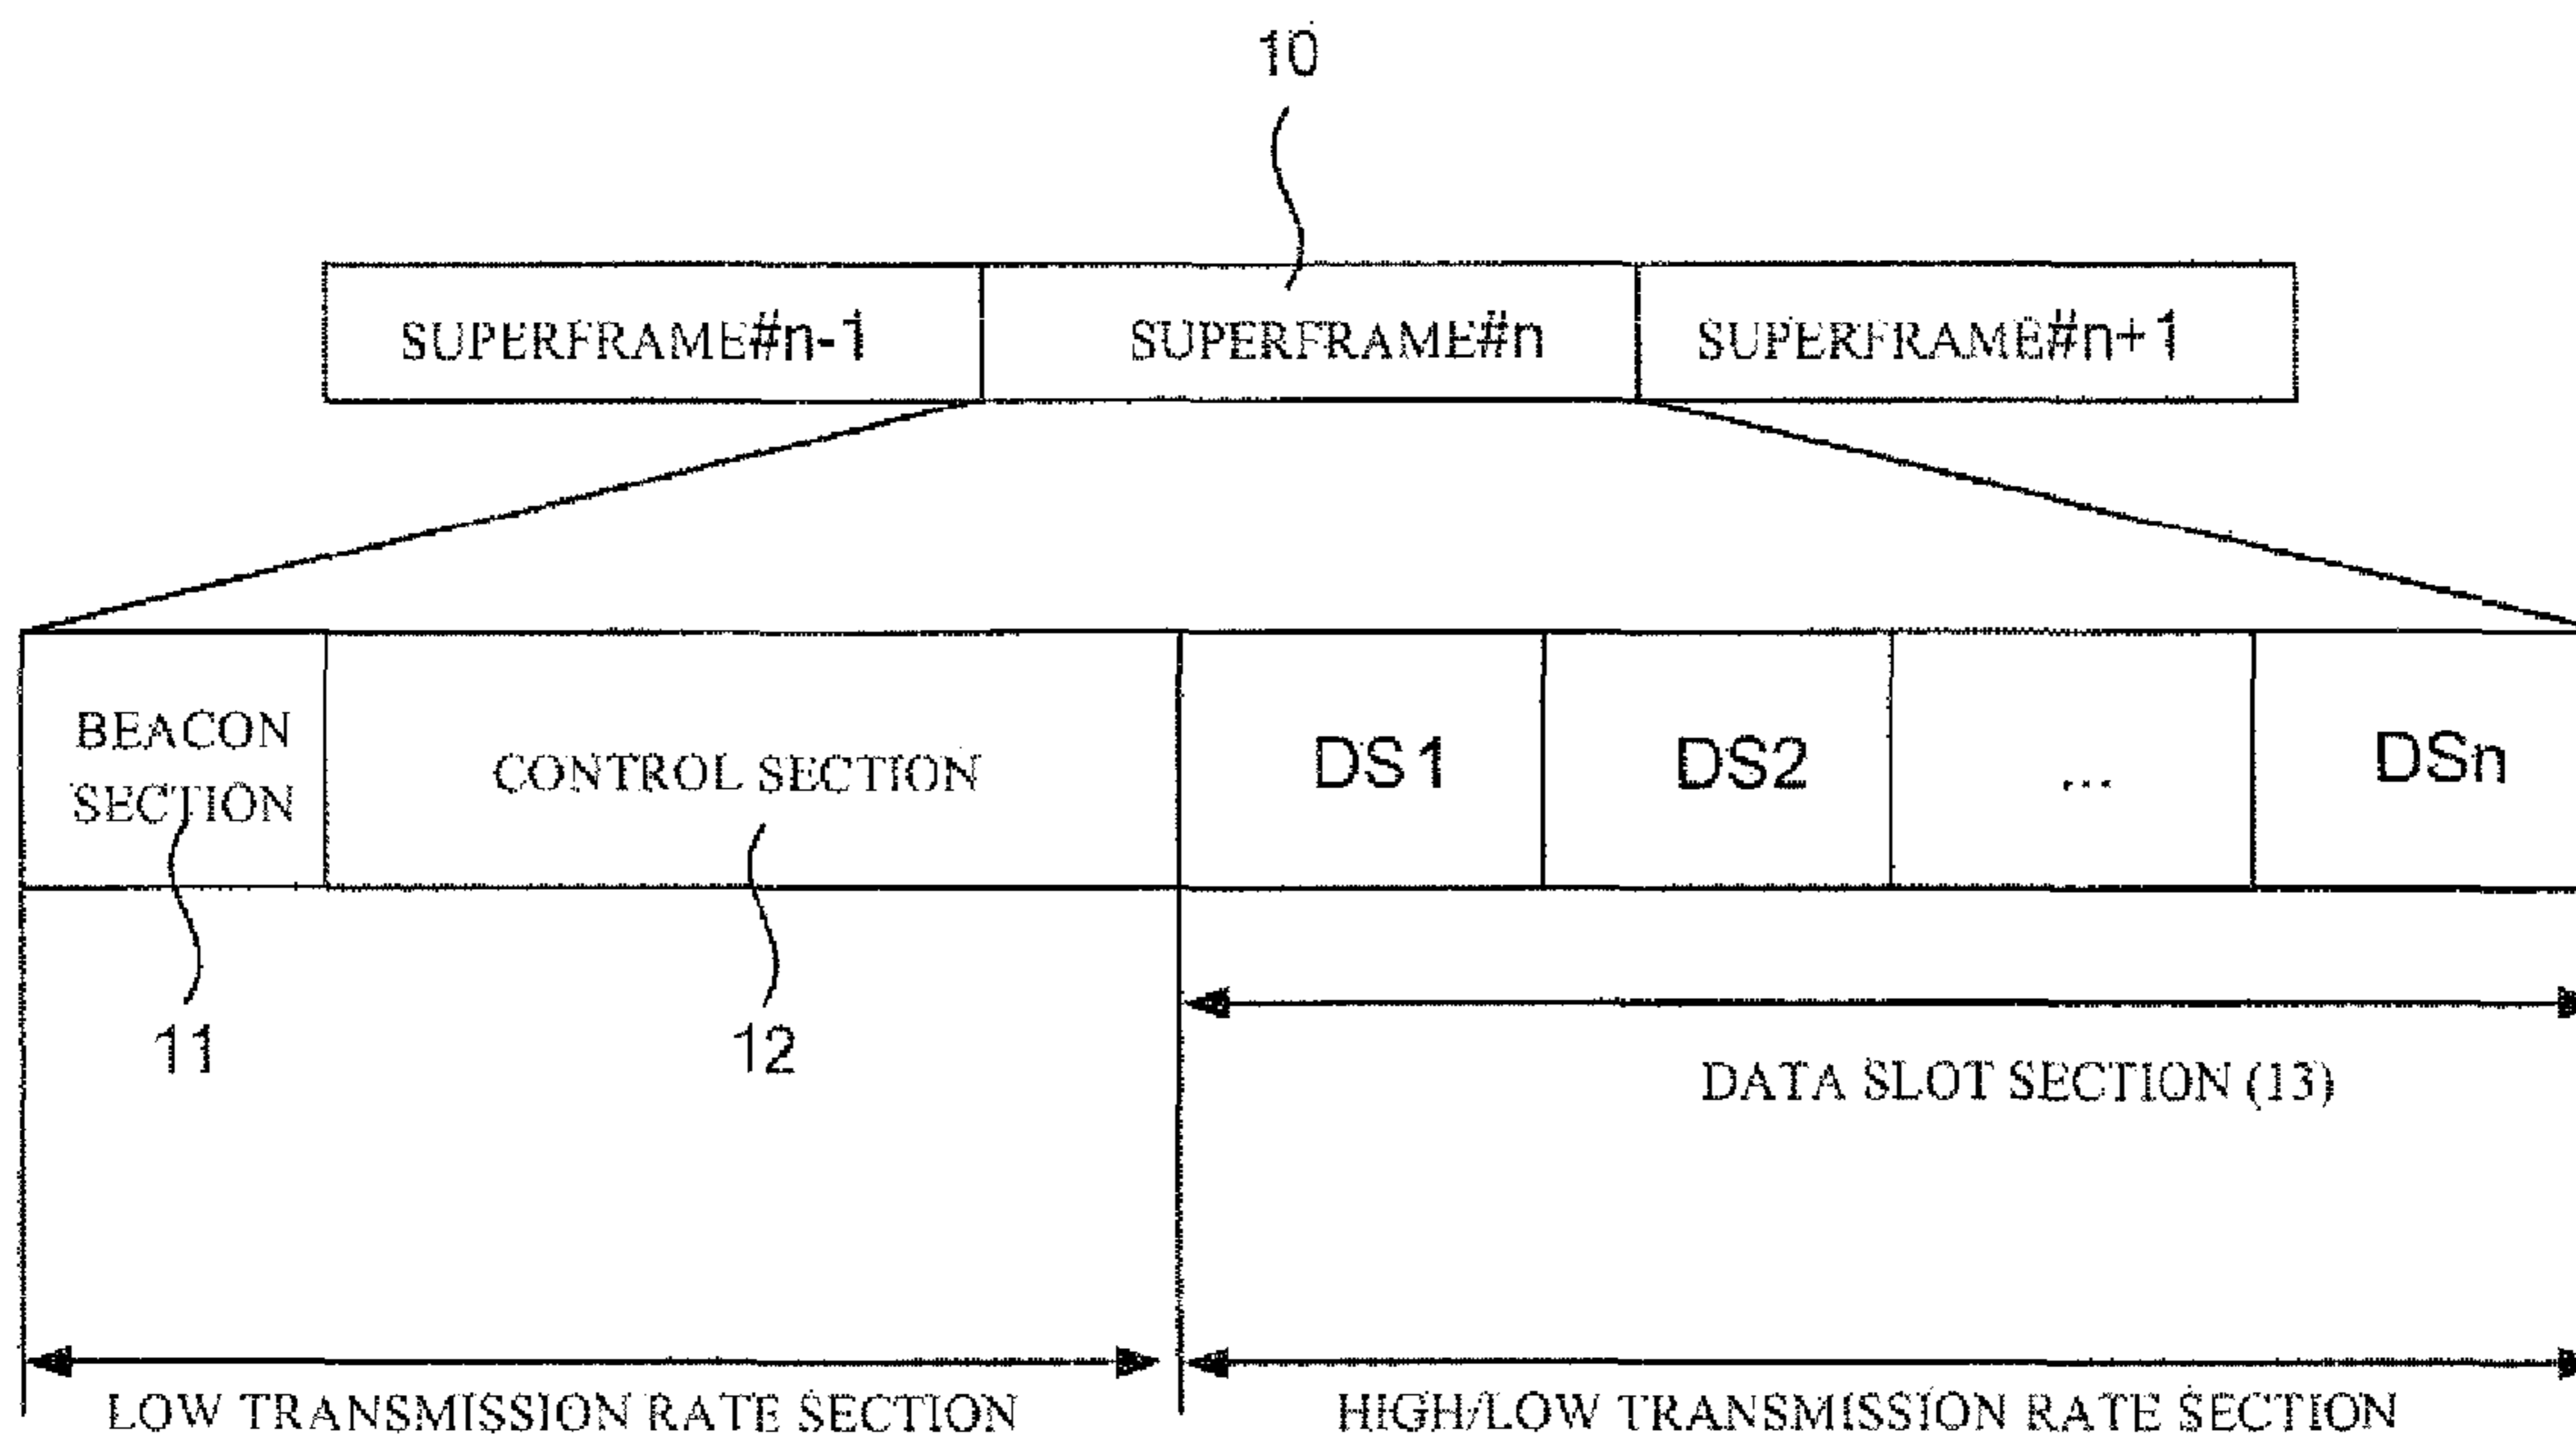 10
SUPERFRAME#n-1 SUPERFRAME#n SUPERFRAME#n+1
BEACON
SECTION
CONTROL SECTION
DS1 DS2 ... DSn
11 12
DATA SLOT SECTION (13)
LOW TRANSMISSION RATE SECTION HIGH/LOW TRANSMISSION RATE SECTION